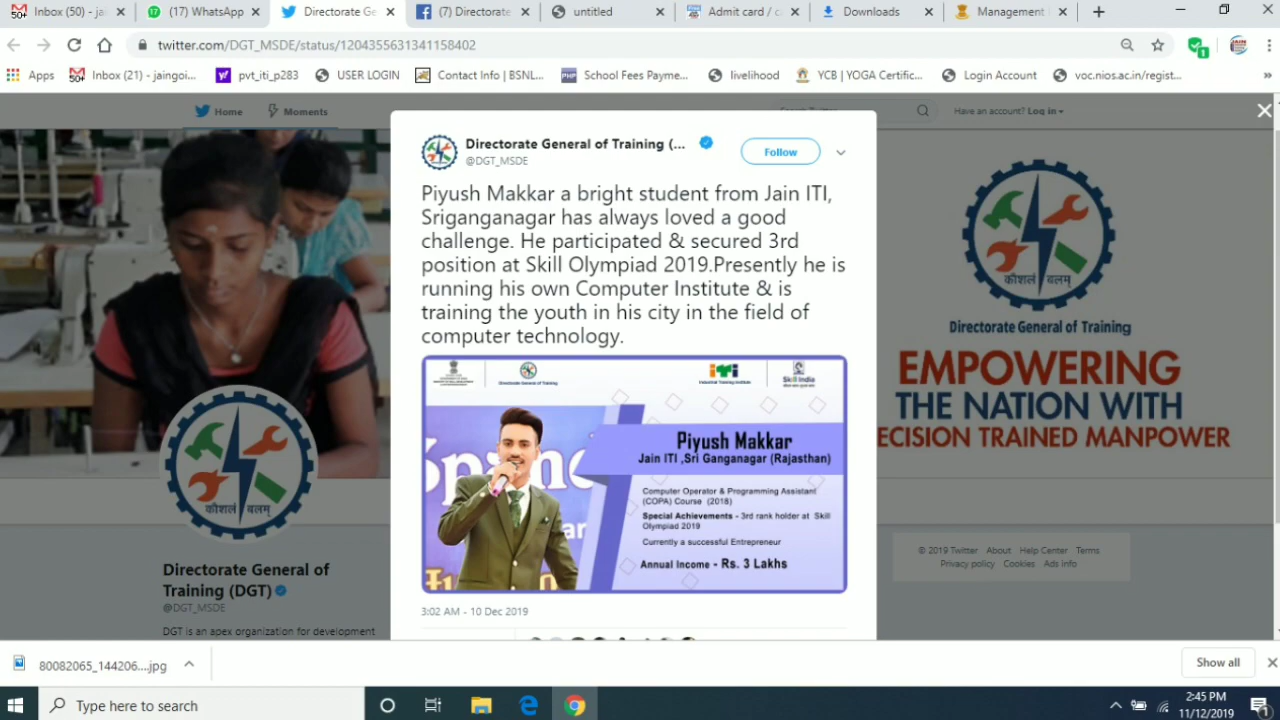 Inbox (50) - jai
(17) WhatsApp
Directorate Ge
(7) Directorate
untitled
Admit card / c
Downloads
Management
twitter.com/DGT_MSDE/status/1204355631341158402
Apps
Inbox (21) - jaingoi...
pvt_iti_p283
USER LOGIN
Contact Info | BSNL...
School Fees Payme...
livelihood
YCB | YOGA Certific...
Login Account
voc.nios.ac.in/regist...
Home
Moments
Search Twitter
Have an account? Log in
Directorate General of Training (...
@DGT_MSDE
Follow
Piyush Makkar a bright student from Jain ITI,
Sriganganagar has always loved a good
challenge. He participated & secured 3rd
position at Skill Olympiad 2019.Presently he is
running his own Computer Institute & is
training the youth in his city in the field of
computer technology.
Directorate General of Training
iti
Industrial Training Institute
Skill India
Piyush Makkar
Jain ITI ,Sri Ganganagar (Rajasthan)
Computer Operator & Programming Assistant
(COPA) Course (2018)
Special Achievements - 3rd rank holder at Skill
Olympiad 2019
Currently a successful Entrepreneur
Annual Income - Rs. 3 Lakhs
3:02 AM - 10 Dec 2019
कौशलं बलम्
Directorate General of
Training (DGT)
@DGT_MSDE
DGT is an apex organization for development
कौशलं बलम्
Directorate General of Training
EMPOWERING
THE NATION WITH
ECISION TRAINED MANPOWER
© 2019 Twitter About Help Center Terms
Privacy policy Cookies Ads info
80082065_144206....jpg
Show all
Type here to search
2:45 PM
11/12/2019